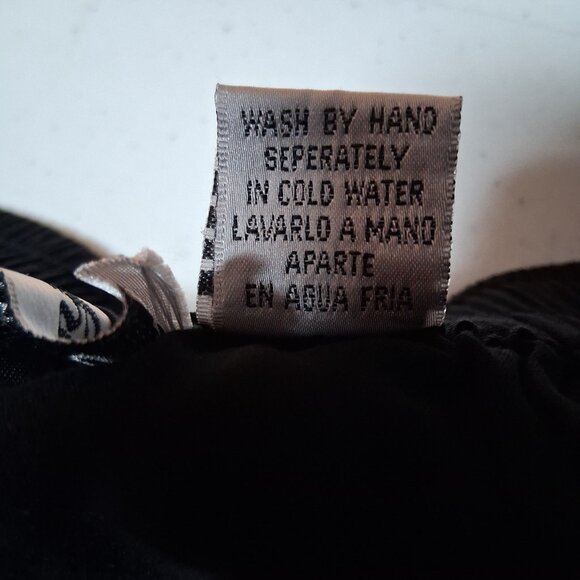 WASH BY HAND
SEPERATELY
IN COLD WATER
LAVARLO A MANO
APARTE
EN AGUA FRIA